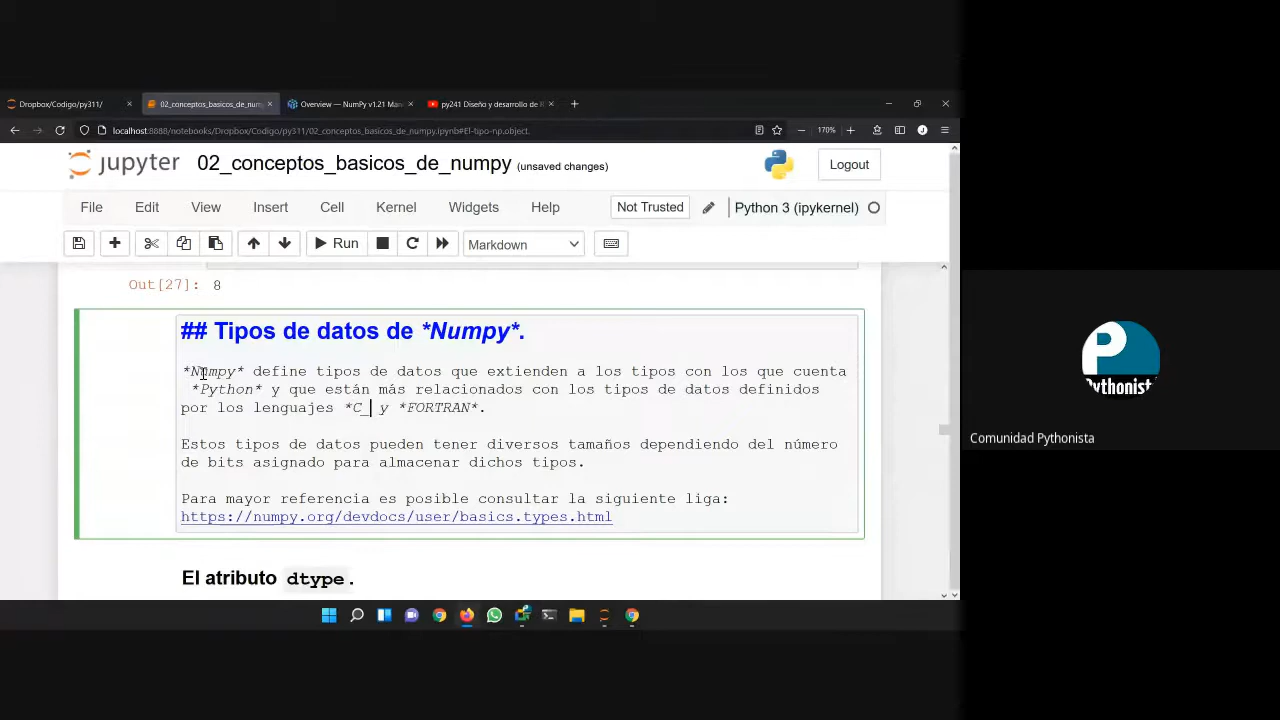 Dropbox/Codigo/py311/
02_conceptos_basicos_de_num
Overview — NumPy v1.21 Man
py241 Diseño y desarrollo de
localhost:8888/notebooks/Dropbox/Codigo/py311/02_conceptos_basicos_de_numpy.ipynb#El-tipo-np.object.
170%
jupyter 02_conceptos_basicos_de_numpy (unsaved changes)
Logout
File Edit View Insert Cell Kernel Widgets Help Not Trusted Python 3 (ipykernel)
Run Markdown
Out[27]: 8
## Tipos de datos de *Numpy*.
*Numpy* define tipos de datos que extienden a los tipos con los que cuenta
*Python* y que están más relacionados con los tipos de datos definidos
por los lenguajes *C_ y *FORTRAN*.
Estos tipos de datos pueden tener diversos tamaños dependiendo del número
de bits asignado para almacenar dichos tipos.
Para mayor referencia es posible consultar la siguiente liga:
https://numpy.org/devdocs/user/basics.types.html
El atributo dtype.
Pythonist
Comunidad Pythonista